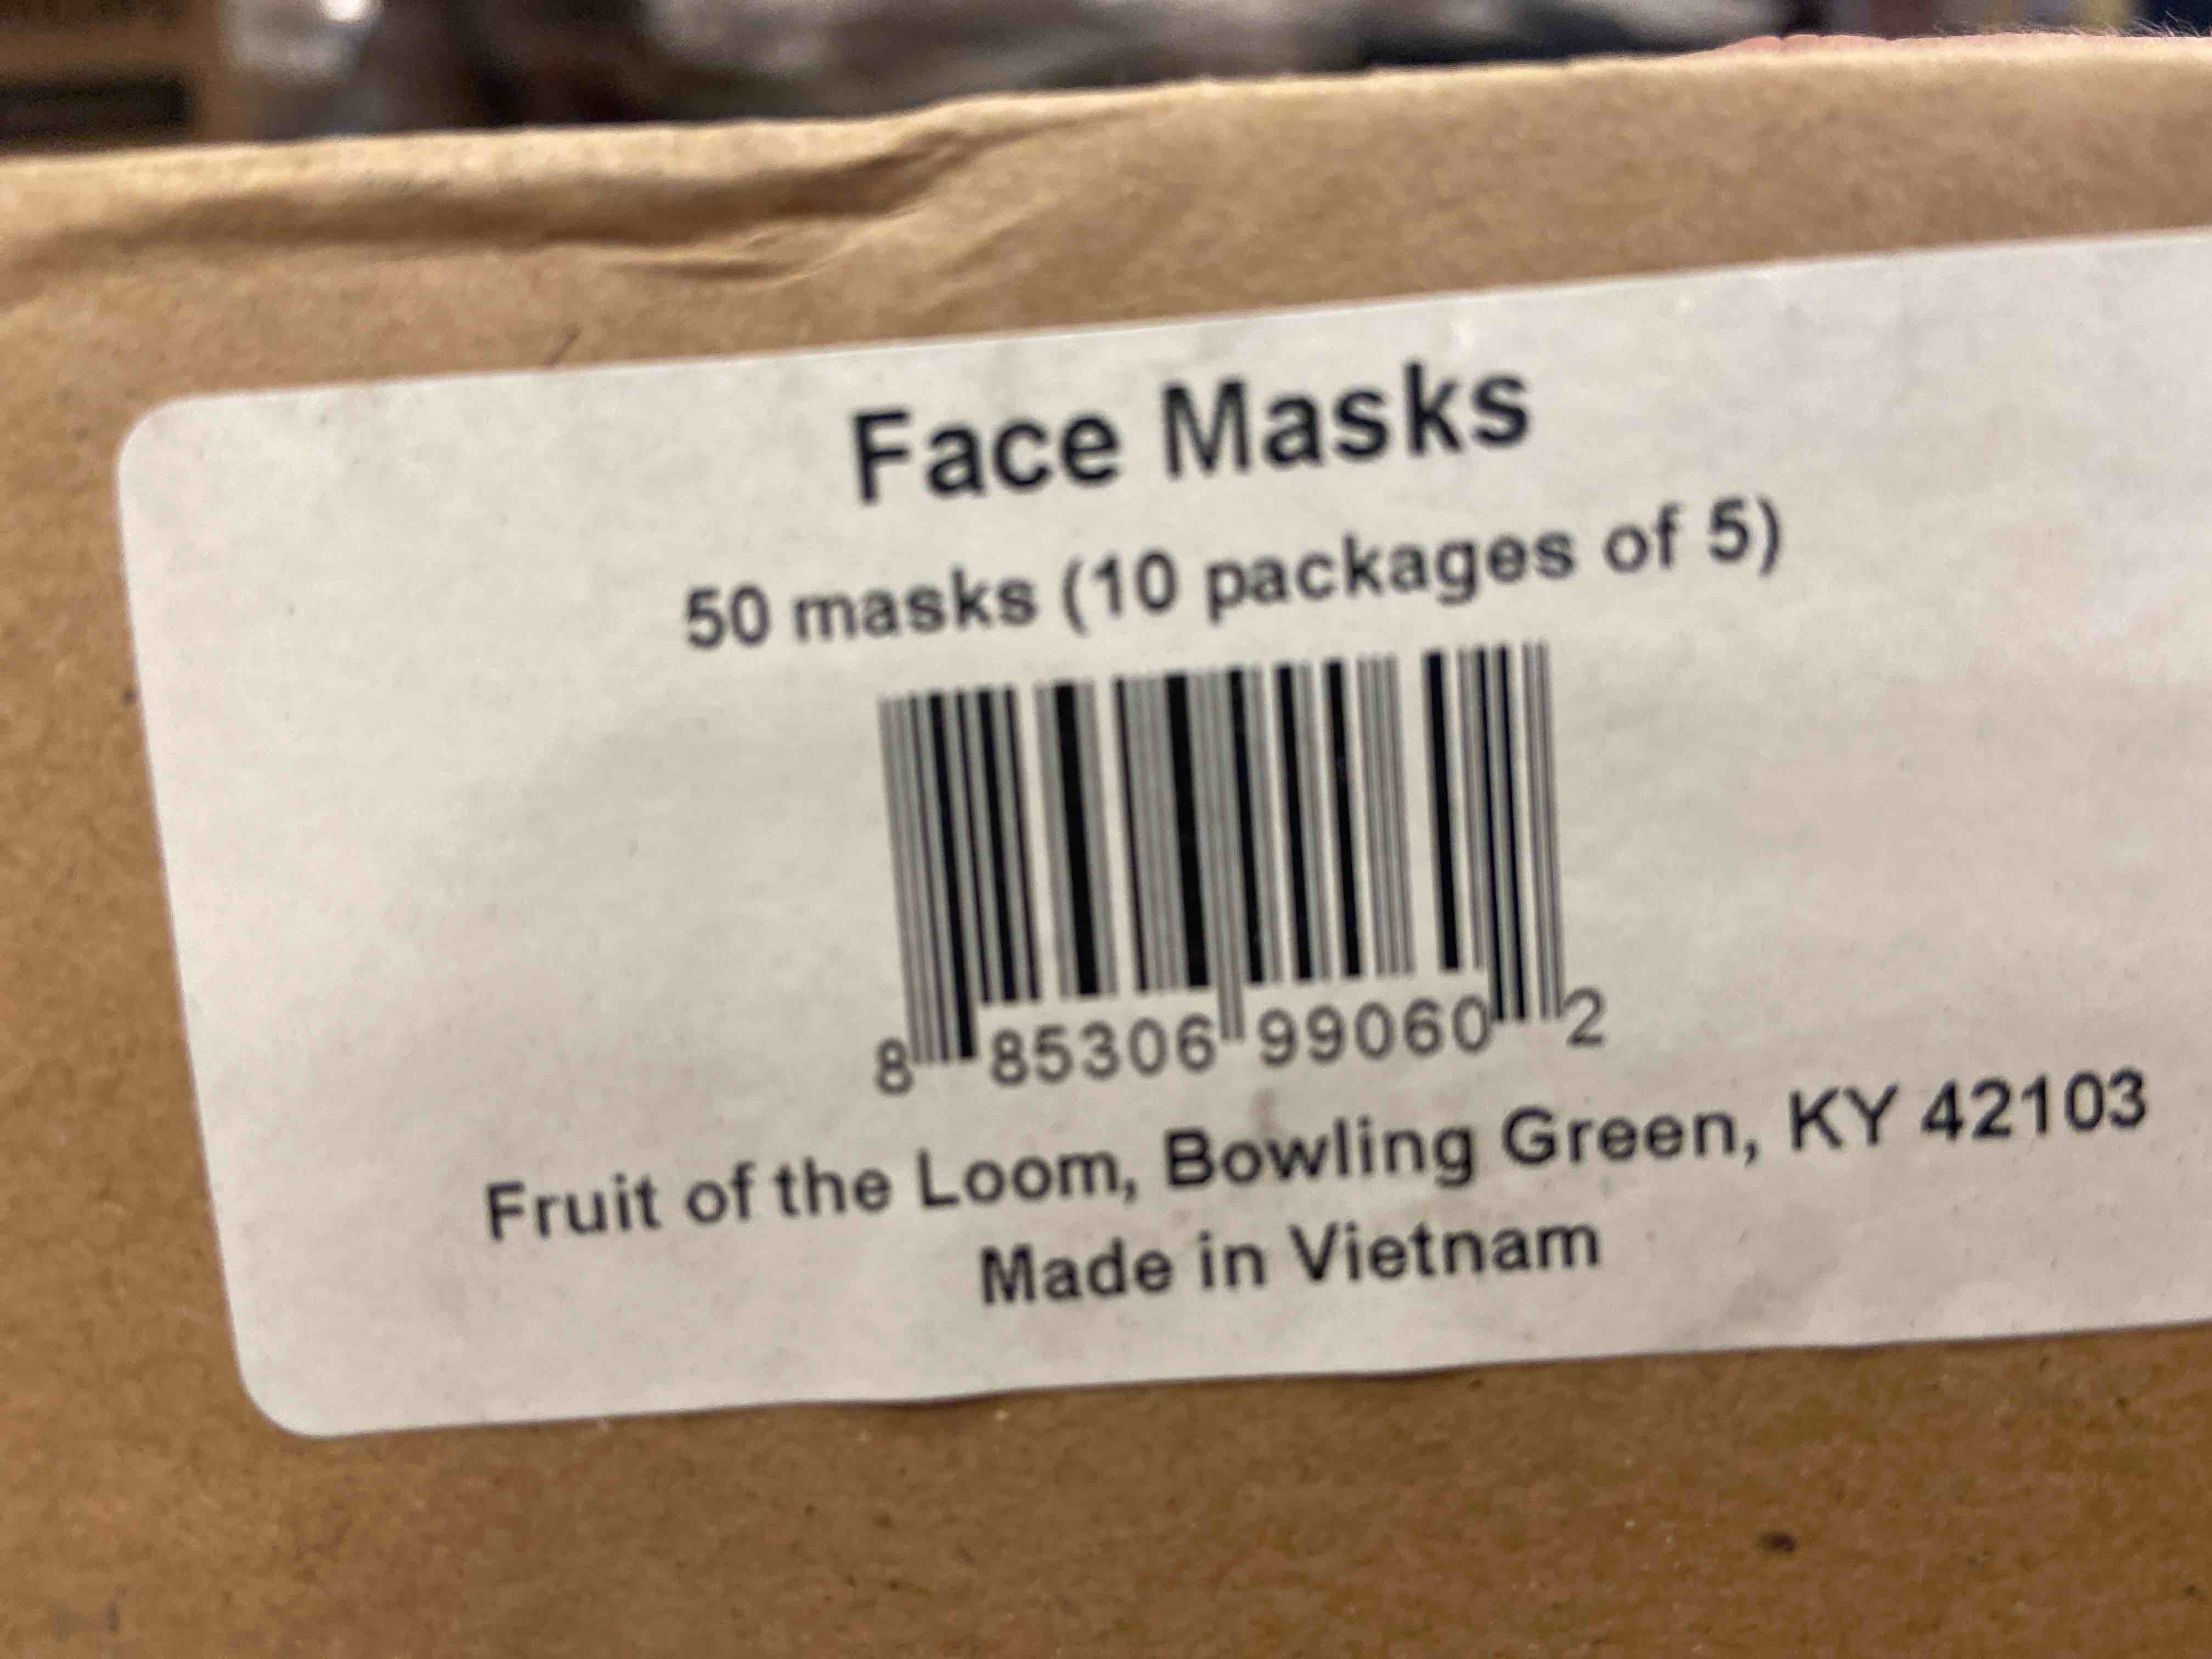 Face Masks
50 masks (10 packages of 5)
8 85306 99060 2
Fruit of the Loom, Bowling Green, KY 42103
Made in Vietnam